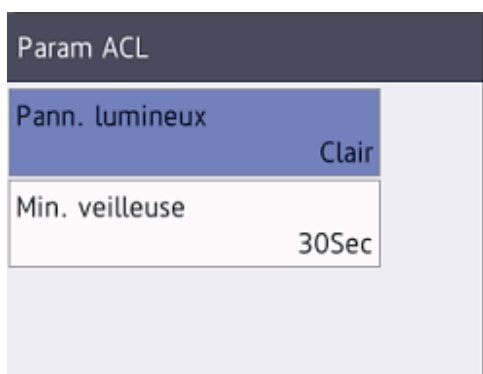 Param ACL
Pann. lumineux
Clair
Min. veilleuse
30Sec